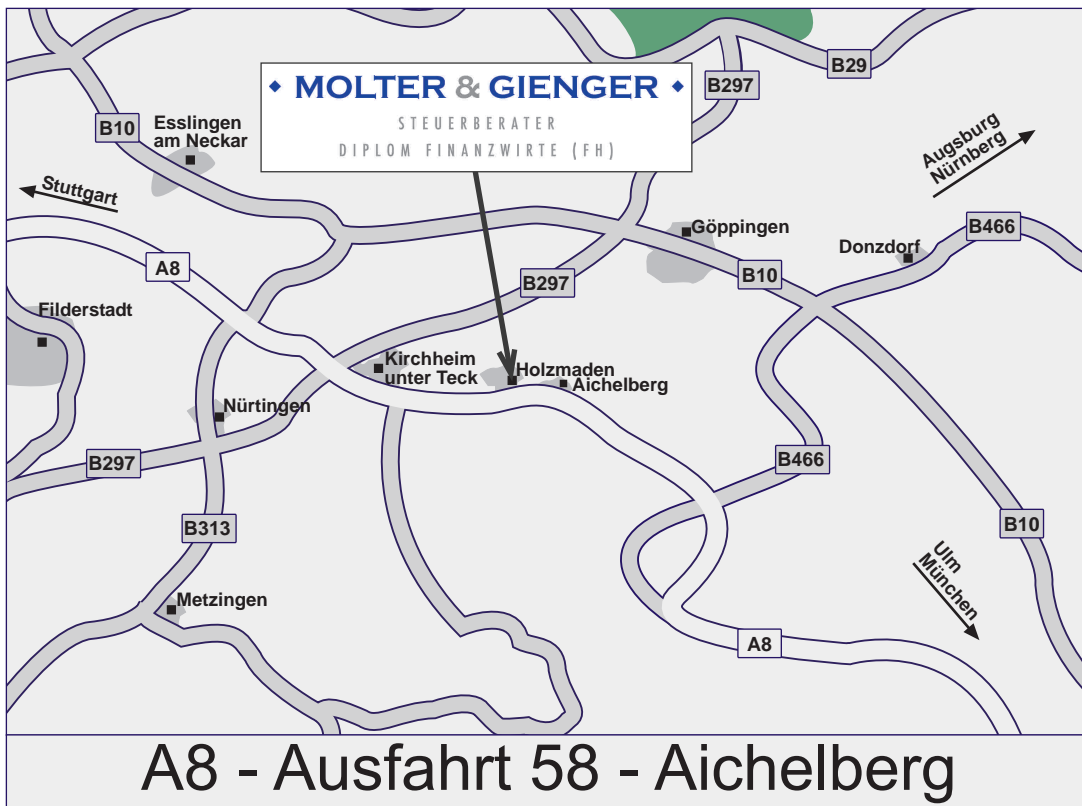 B29
B297
◆ MOLTER & GIENGER ◆
STEUERBERATER
DIPLOM FINANZWIRTE (FH)
B10
Esslingen
am Neckar
Augsburg
Nürnberg
Stuttgart
B466
Göppingen
Donzdorf
A8
B10
B297
Filderstadt
Kirchheim
unter Teck
Holzmaden
Aichelberg
Nürtingen
B297
B466
B313
B10
Ulm
München
Metzingen
A8
A8 - Ausfahrt 58 - Aichelberg